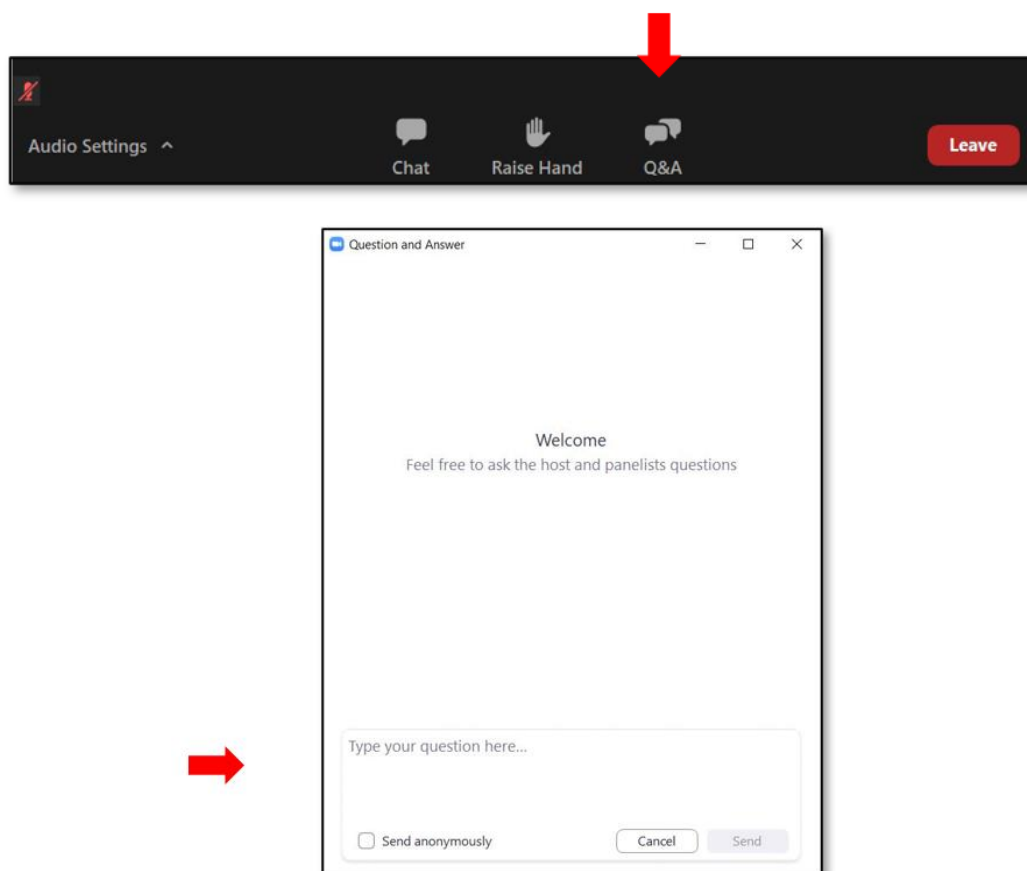 Audio Settings
Chat
Raise Hand
Q&A
Leave
Question and Answer
Welcome
Feel free to ask the host and panelists questions
Type your question here...
Send anonymously
Cancel
Send